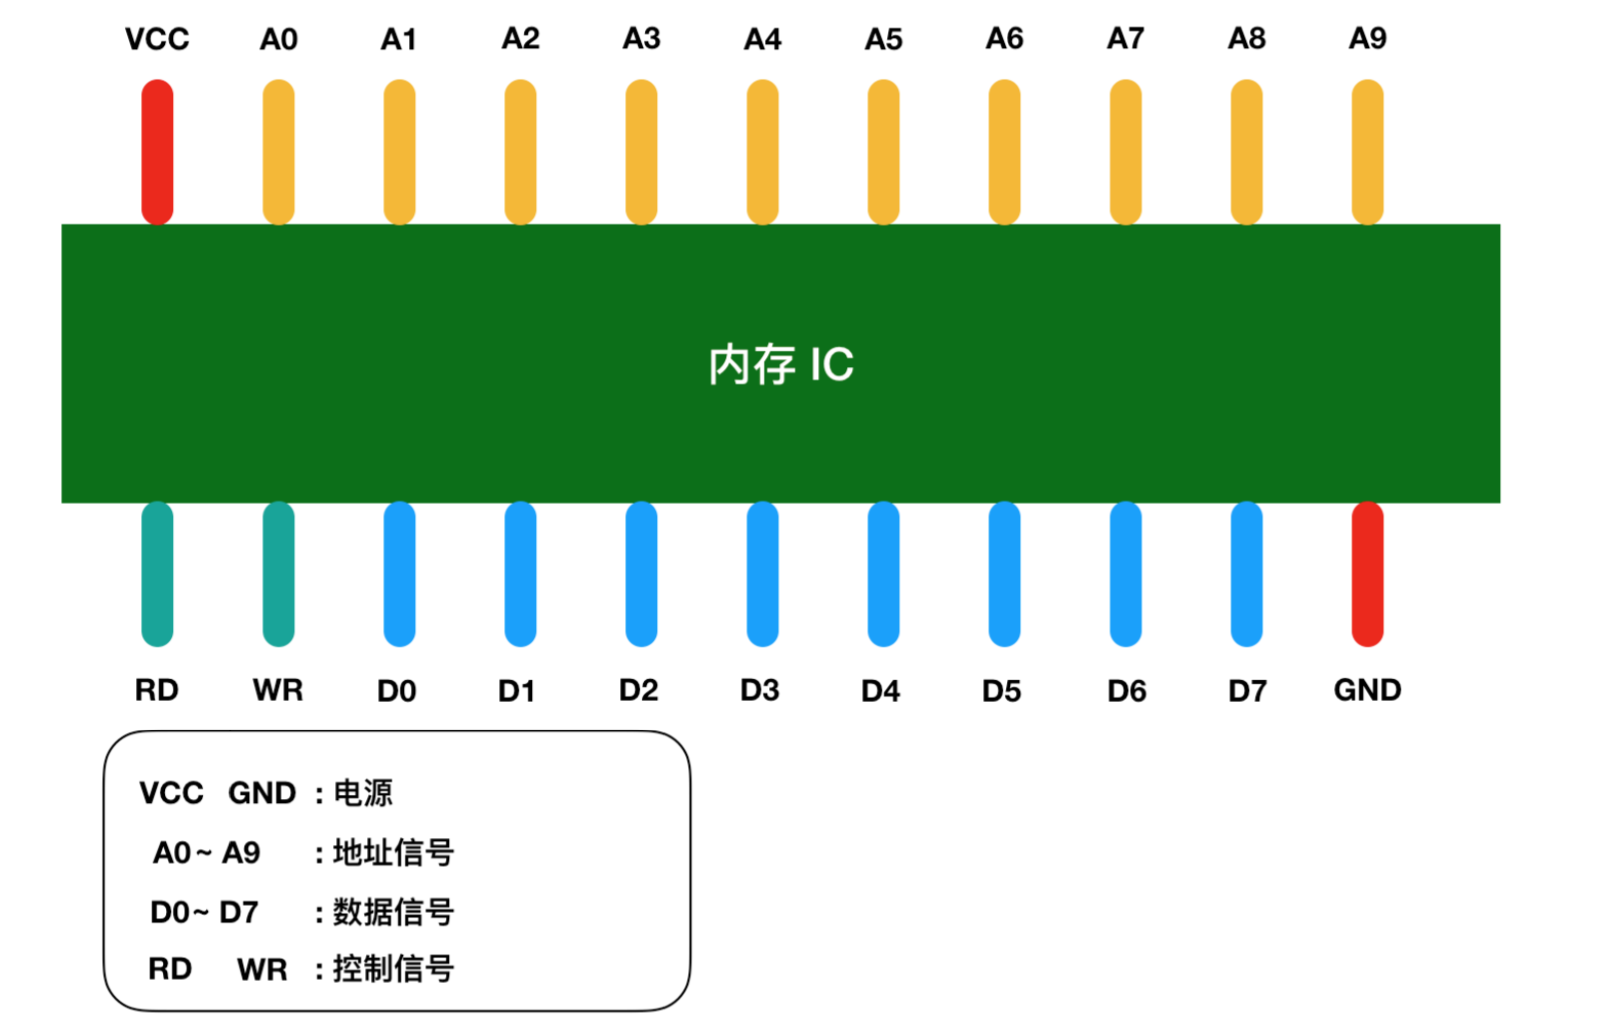 VCC A0 A1 A2 A3 A4 A5 A6 A7 A8 A9
内存 IC
RD WR D0 D1 D2 D3 D4 D5 D6 D7 GND
VCC GND : 电源
A0~ A9 : 地址信号
D0~ D7 : 数据信号
RD WR : 控制信号